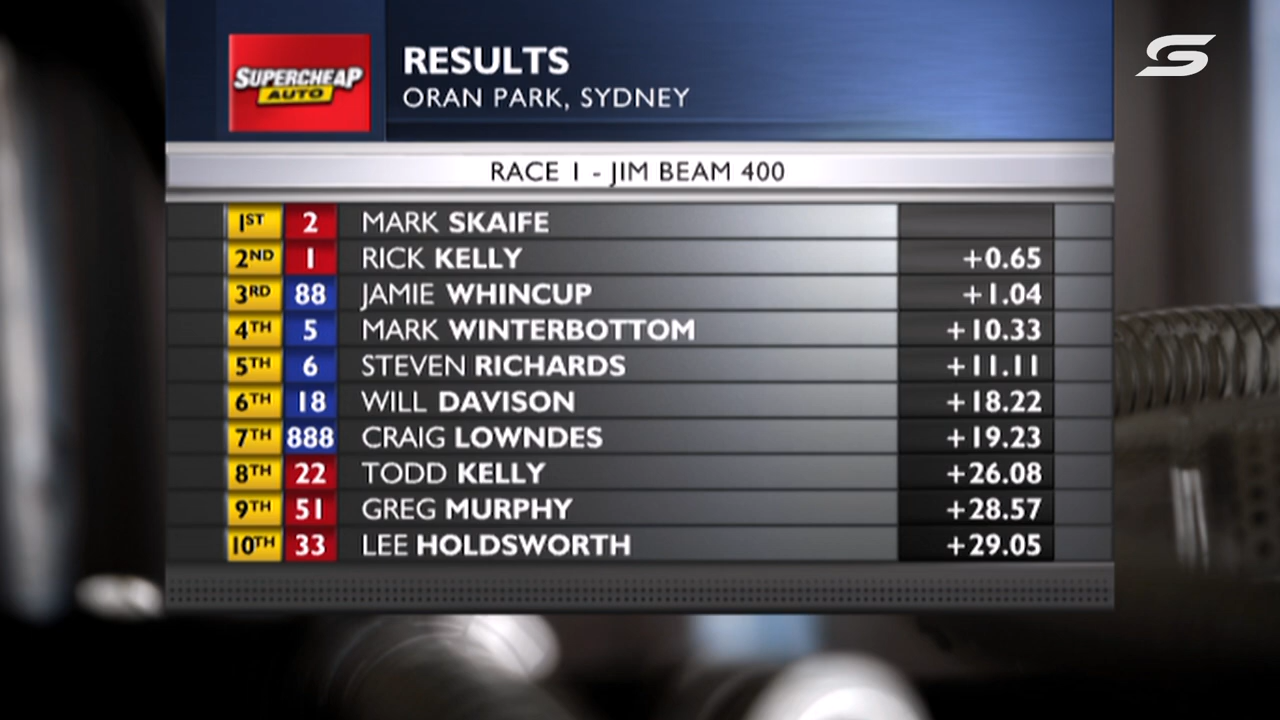 SUPERCHEAP
AUTO
RESULTS
ORAN PARK, SYDNEY
RACE 1 - JIM BEAM 400
1ST 2 MARK SKAIFE
2ND 1 RICK KELLY +0.65
3RD 88 JAMIE WHINCUP +1.04
4TH 5 MARK WINTERBOTTOM +10.33
5TH 6 STEVEN RICHARDS +11.11
6TH 18 WILL DAVISON +18.22
7TH 888 CRAIG LOWNDES +19.23
8TH 22 TODD KELLY +26.08
9TH 51 GREG MURPHY +28.57
10TH 33 LEE HOLDSWORTH +29.05